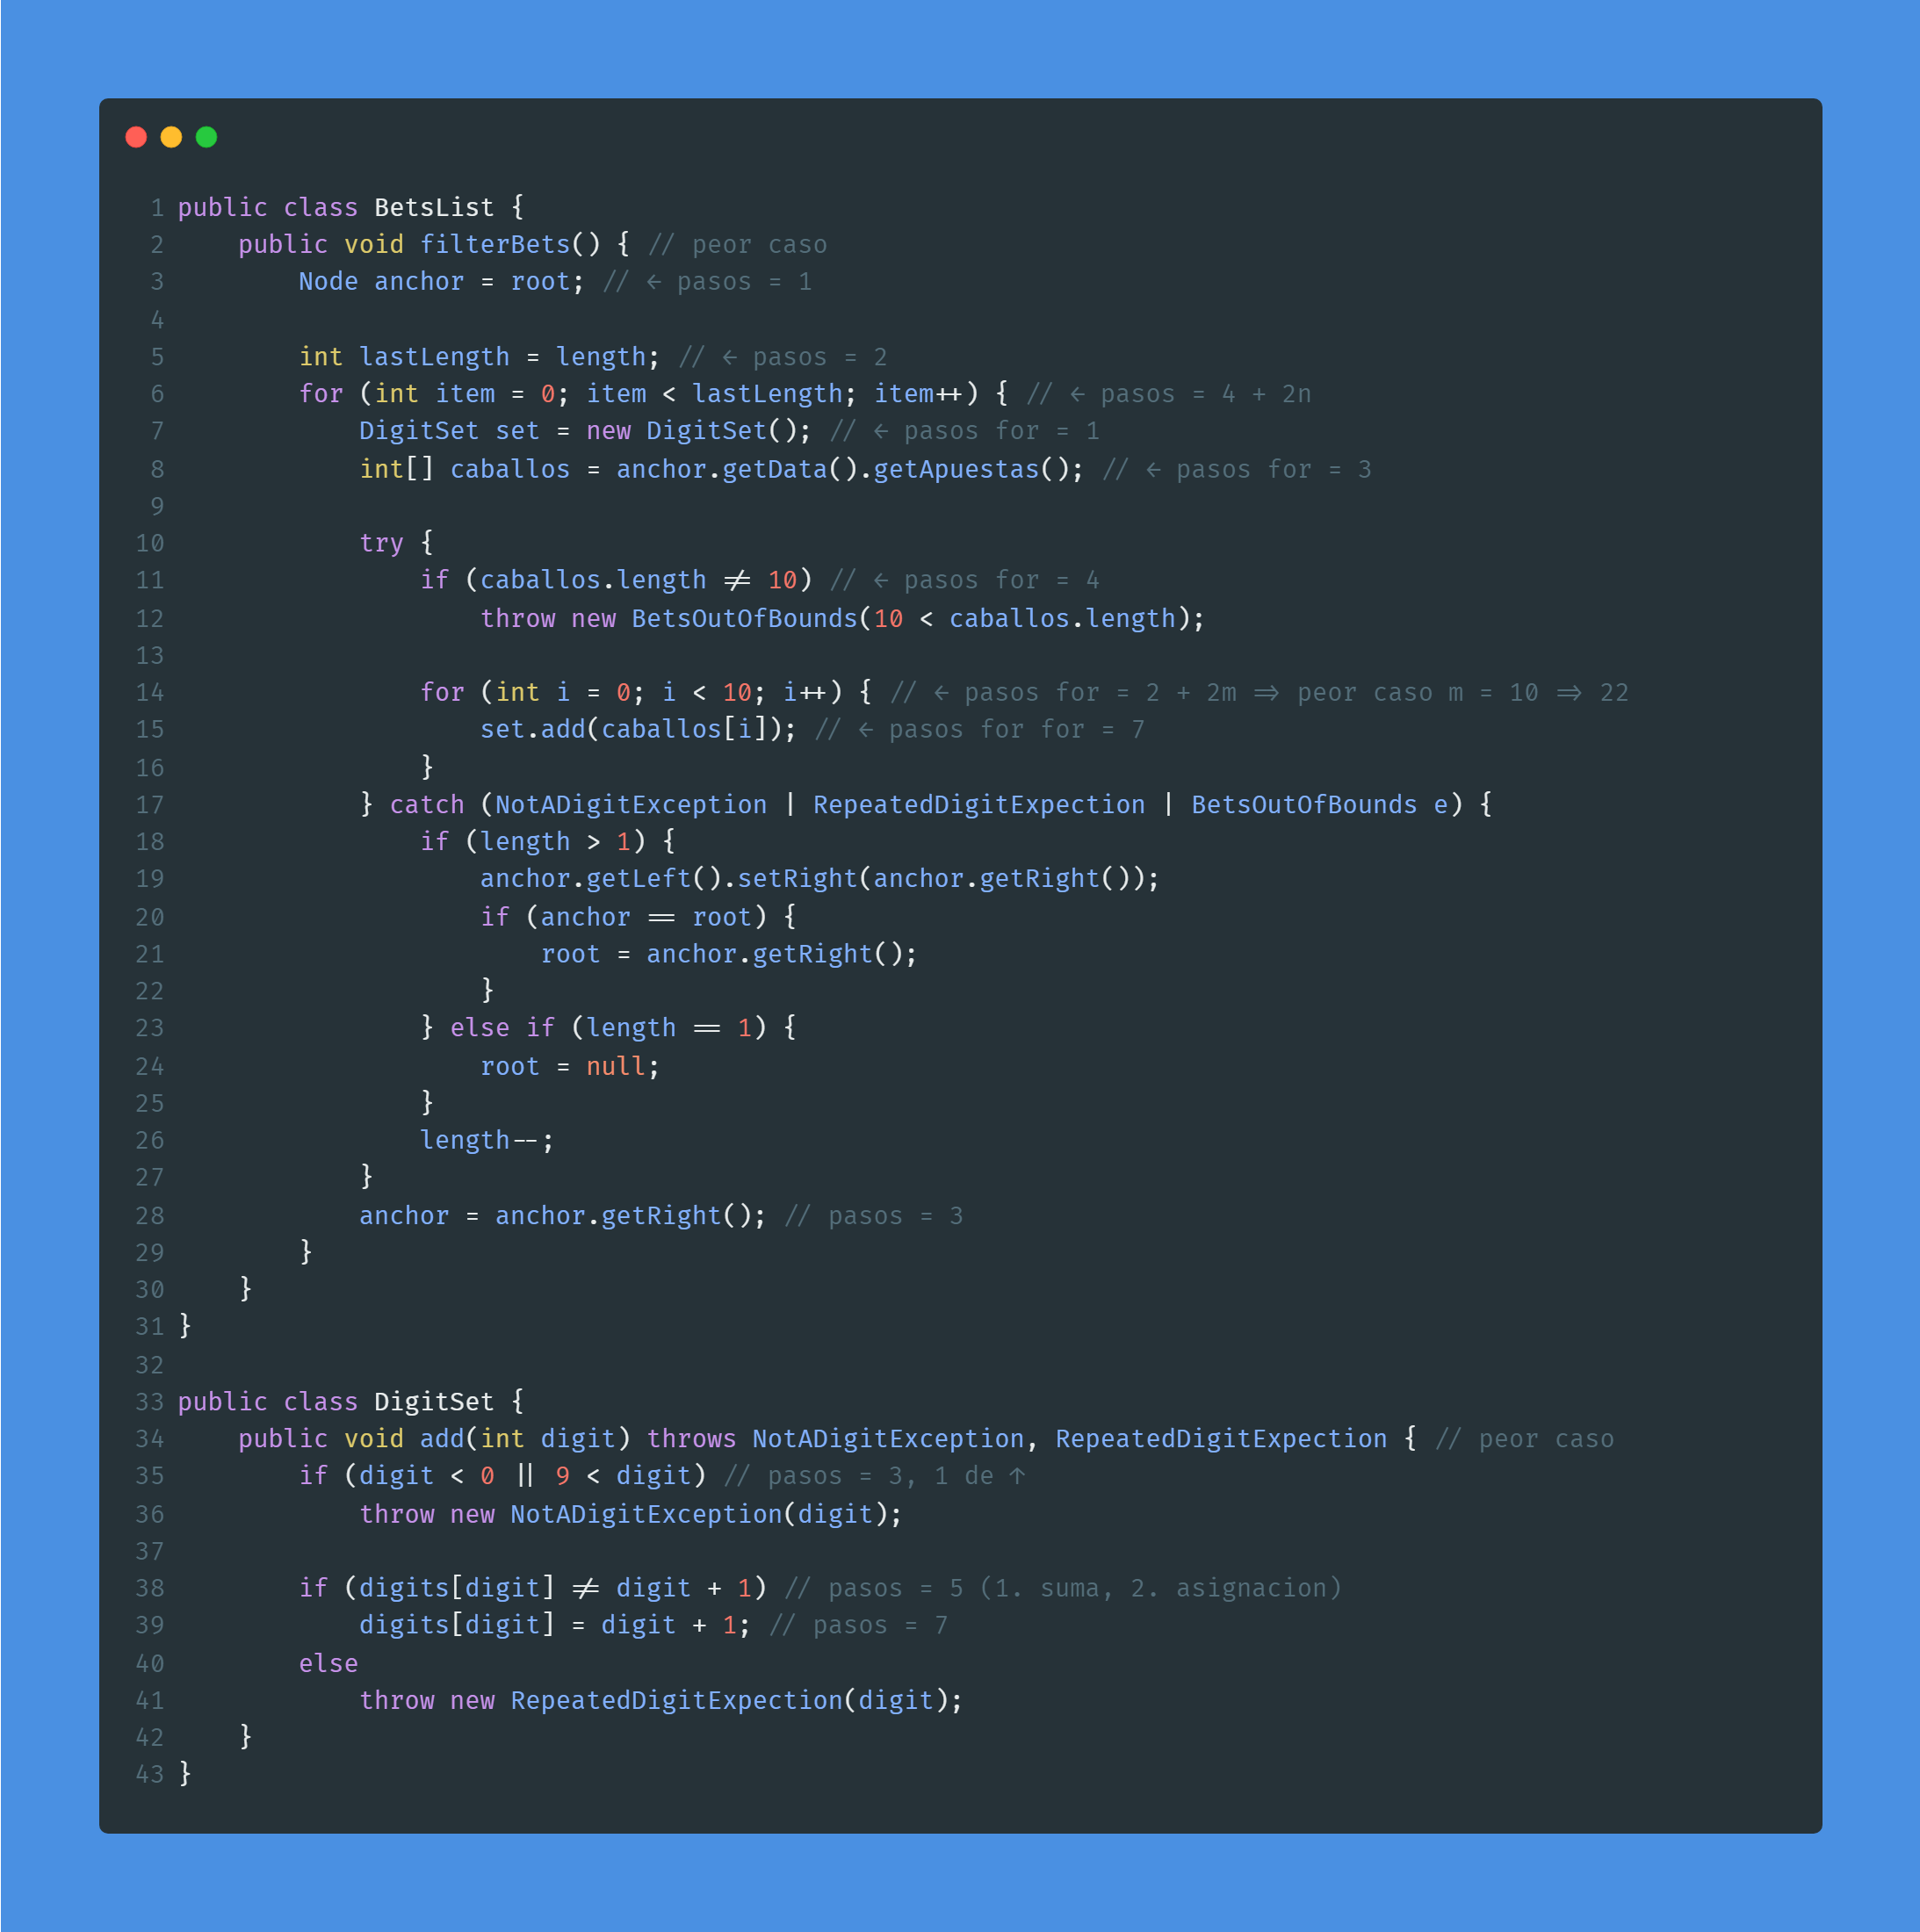 1 public class BetsList {
2     public void filterBets() { // peor caso
3         Node anchor = root; // ← pasos = 1
4
5         int lastLength = length; // ← pasos = 2
6         for (int item = 0; item < lastLength; item++) { // ← pasos = 4 + 2n
7             DigitSet set = new DigitSet(); // ← pasos for = 1
8             int[] caballos = anchor.getData().getApuestas(); // ← pasos for = 3
9
10             try {
11                 if (caballos.length ≠ 10) // ← pasos for = 4
12                     throw new BetsOutOfBounds(10 < caballos.length);
13
14                 for (int i = 0; i < 10; i++) { // ← pasos for = 2 + 2m ⇒ peor caso m = 10 ⇒ 22
15                     set.add(caballos[i]); // ← pasos for for = 7
16                 }
17             } catch (NotADigitException | RepeatedDigitExpection | BetsOutOfBounds e) {
18                 if (length > 1) {
19                     anchor.getLeft().setRight(anchor.getRight());
20                     if (anchor == root) {
21                         root = anchor.getRight();
22                     }
23                 } else if (length == 1) {
24                     root = null;
25                 }
26                 length--;
27             }
28             anchor = anchor.getRight(); // pasos = 3
29         }
30     }
31 }
32
33 public class DigitSet {
34     public void add(int digit) throws NotADigitException, RepeatedDigitExpection { // peor caso
35         if (digit < 0 || 9 < digit) // pasos = 3, 1 de ↑
36             throw new NotADigitException(digit);
37
38         if (digits[digit] ≠ digit + 1) // pasos = 5 (1. suma, 2. asignacion)
39             digits[digit] = digit + 1; // pasos = 7
40         else
41             throw new RepeatedDigitExpection(digit);
42     }
43 }